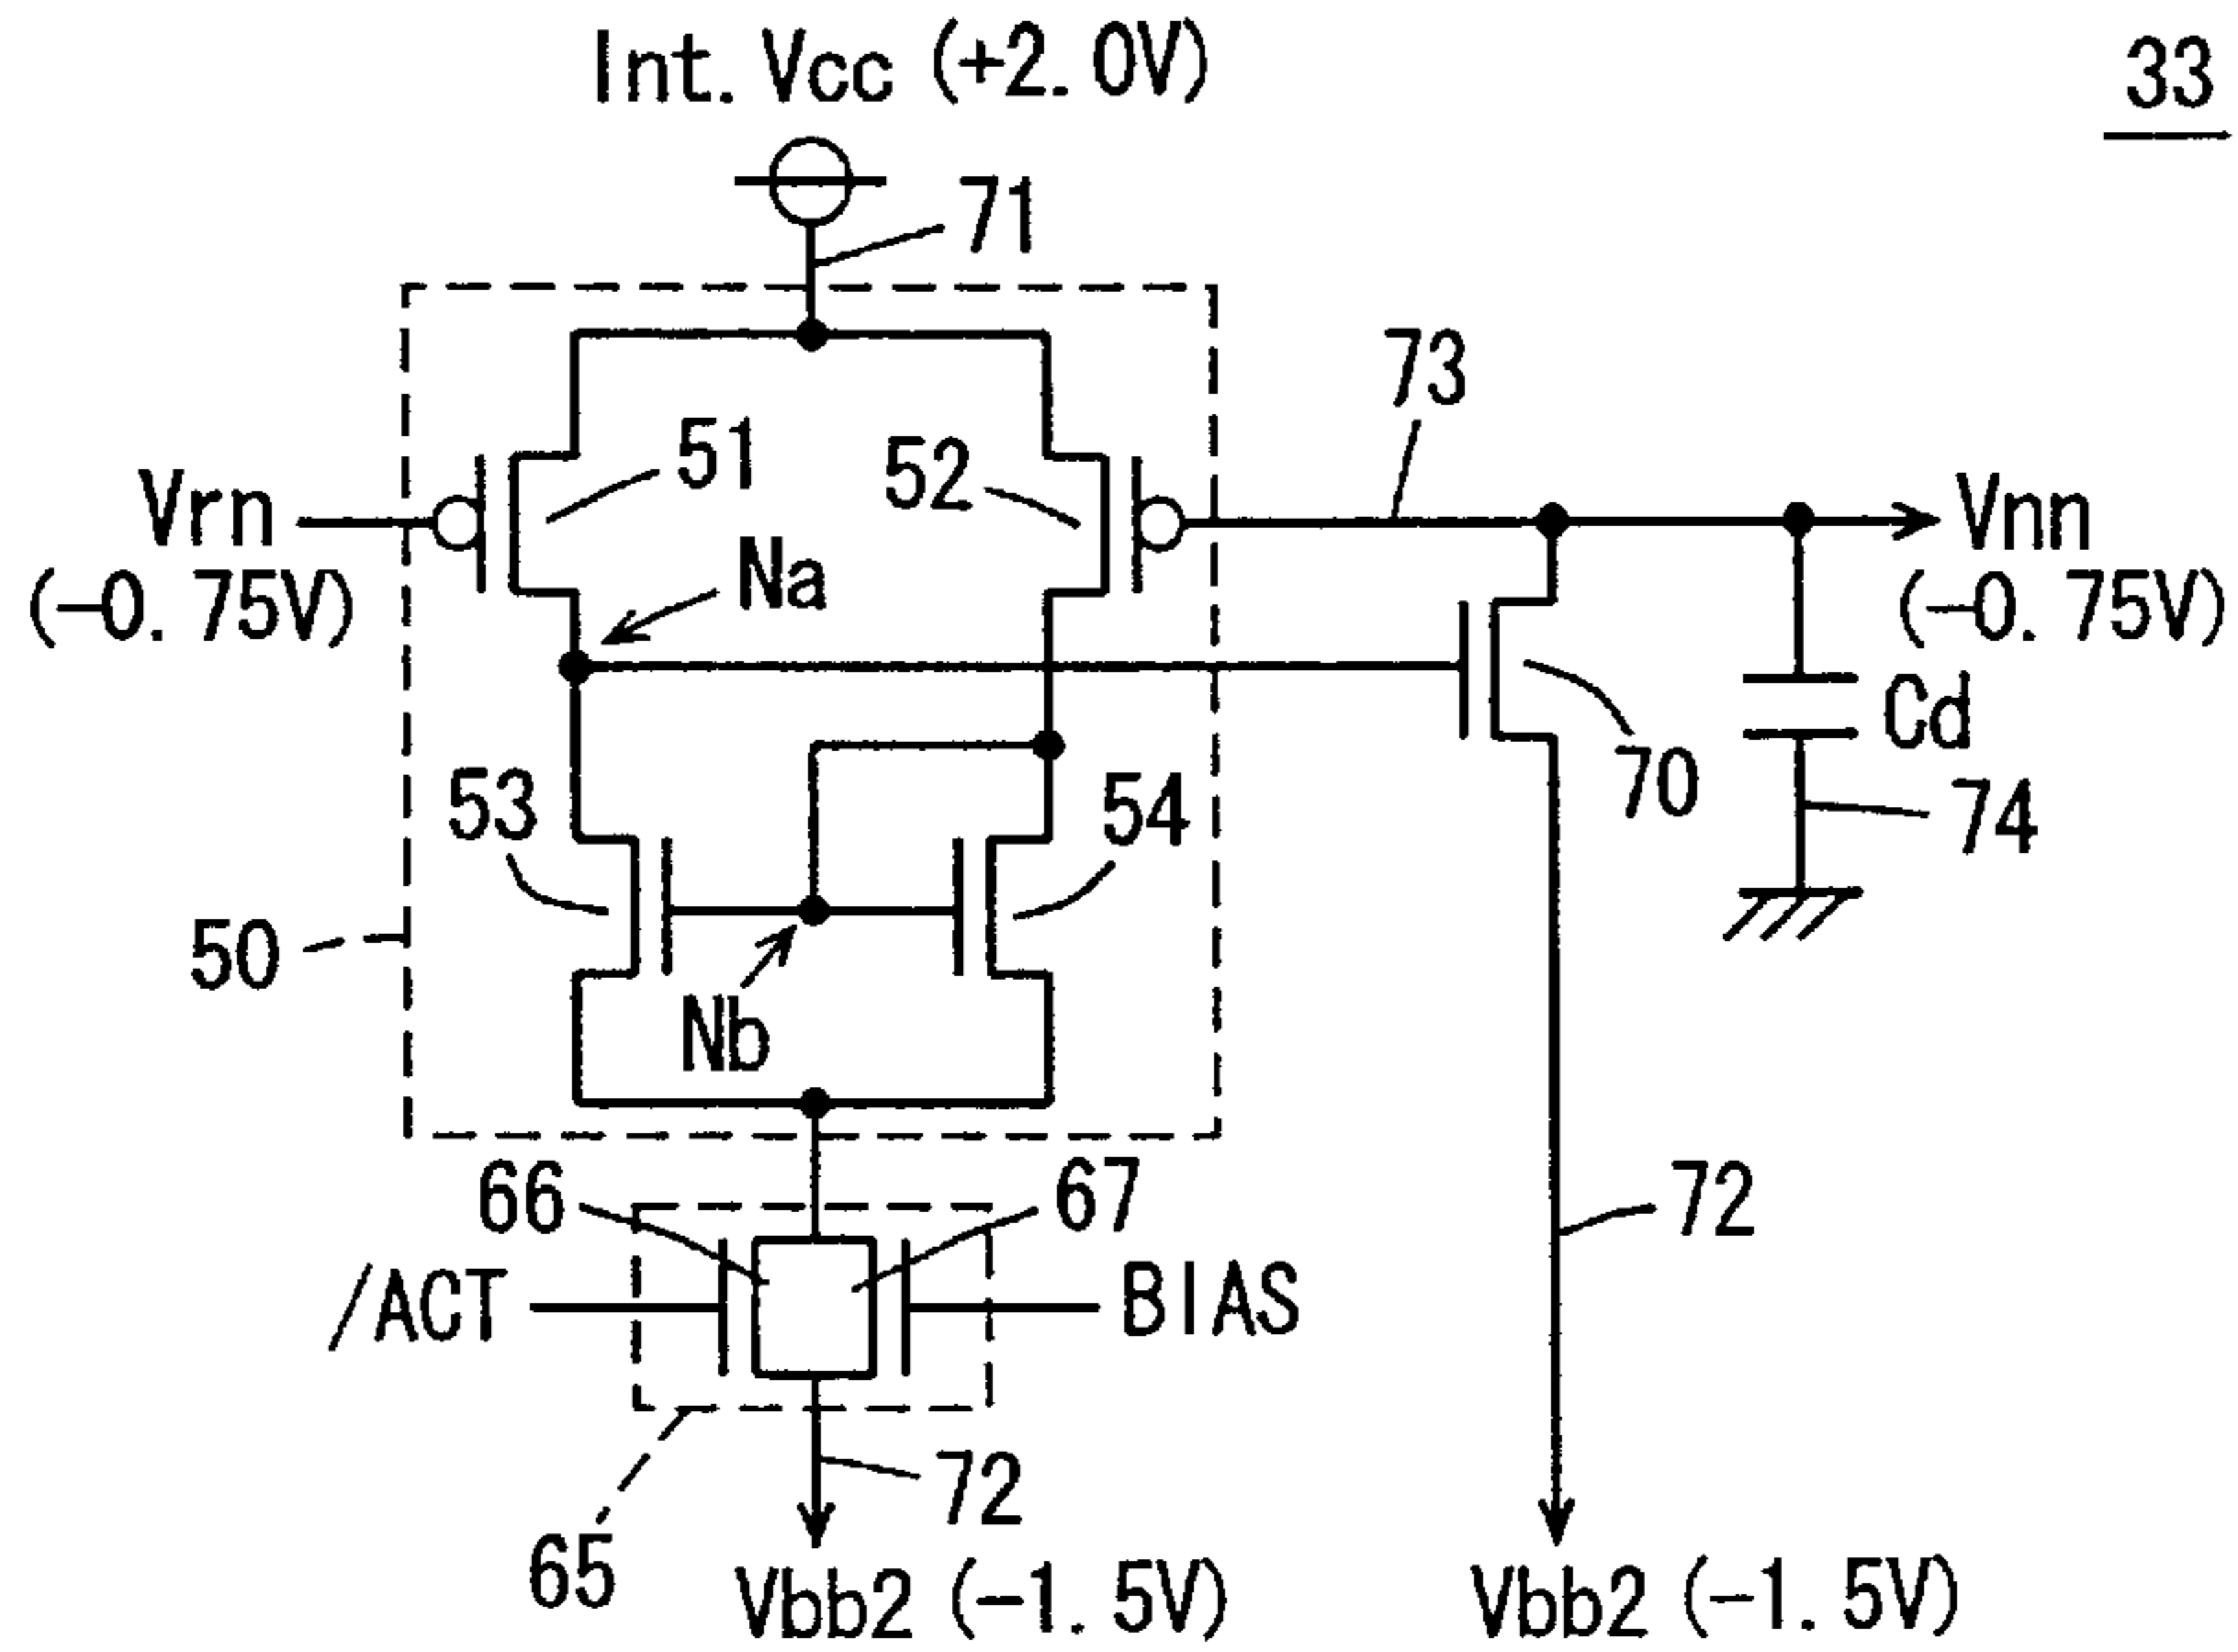 Int. Vcc (+2. 0V)
33
71
73
51
52
Vrn
(-0. 75V)
Na
Vnn
(-0. 75V)
Cd
70
74
53
54
50
Nb
66
67
72
/ACT
BIAS
72
65
Vbb2 (-1. 5V)
Vbb2 (-1. 5V)